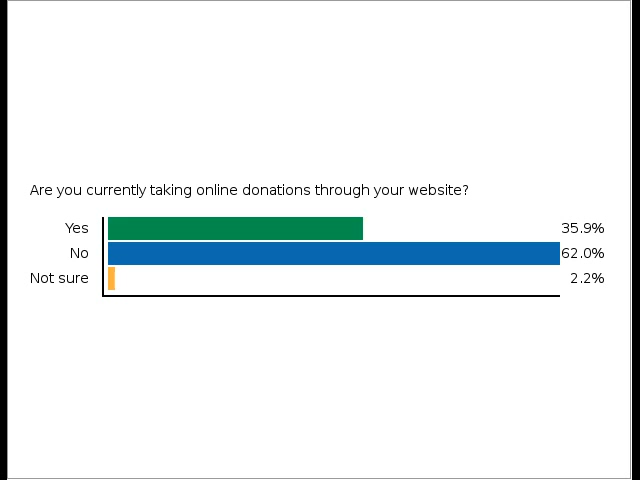 Are you currently taking online donations through your website?
Yes 35.9%
No 62.0%
Not sure 2.2%